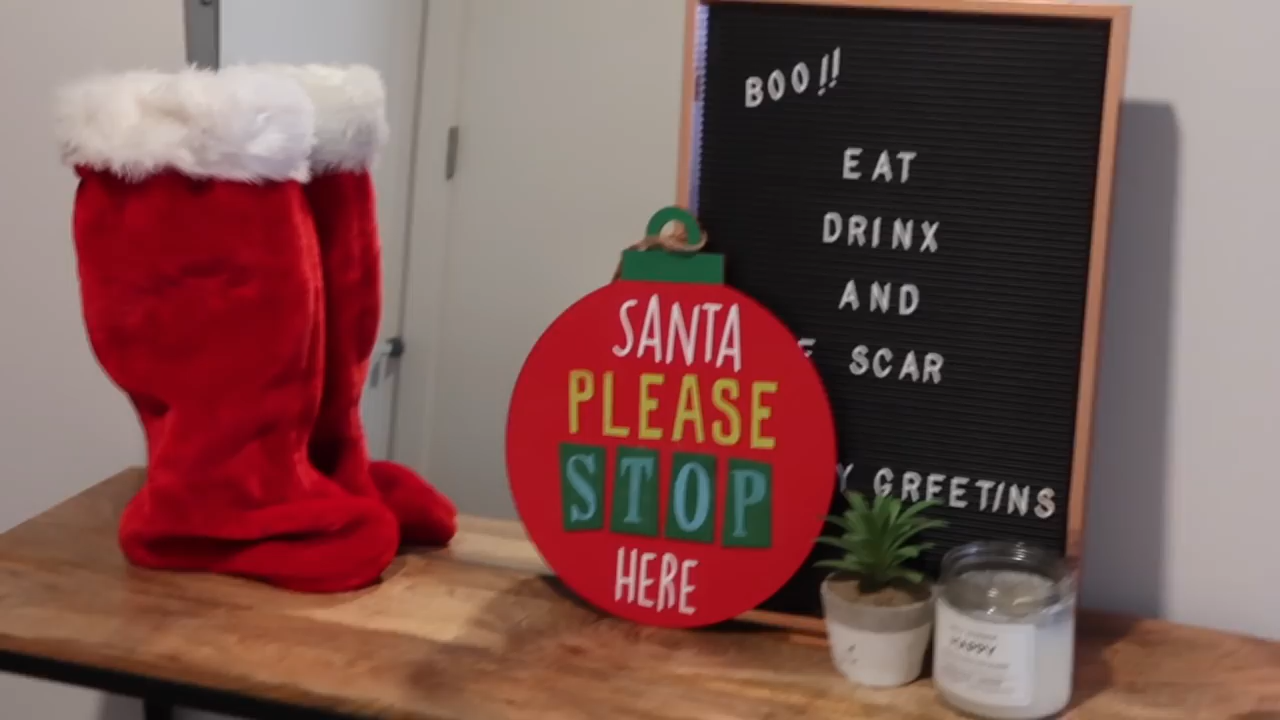 BOO!!
EAT
DRINX
AND
SCAR
GREETINS
SANTA
PLEASE
STOP
HERE
HAPPY